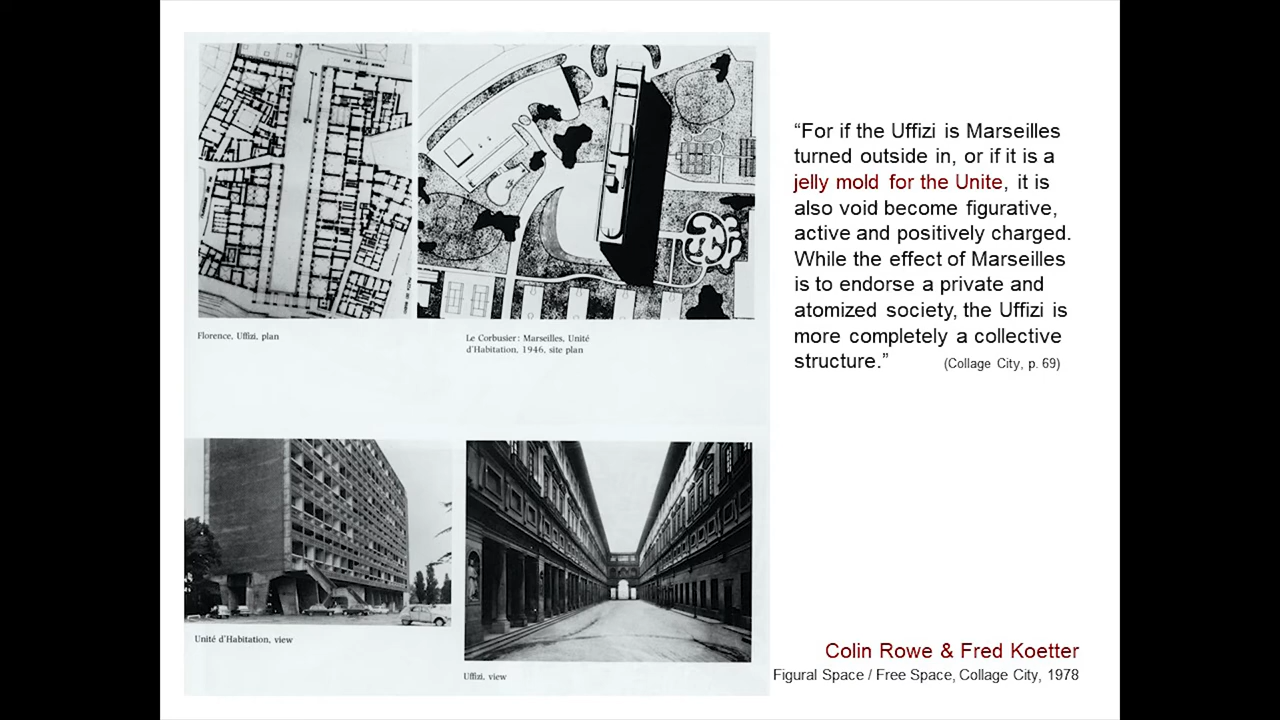 Florence, Uffizi, plan
Le Corbusier: Marseilles, Unité
d'Habitation, 1946, site plan
Unité d'Habitation, view
Uffizi, view
“For if the Uffizi is Marseilles
turned outside in, or if it is a
jelly mold for the Unite, it is
also void become figurative,
active and positively charged.
While the effect of Marseilles
is to endorse a private and
atomized society, the Uffizi is
more completely a collective
structure.” (Collage City, p. 69)
Colin Rowe & Fred Koetter
Figural Space / Free Space, Collage City, 1978